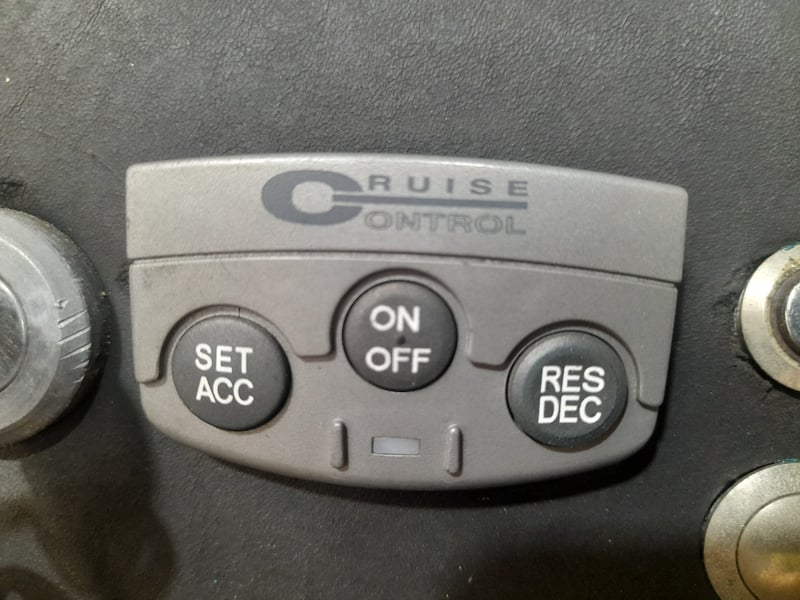 CRUISE
CONTROL
ON
OFF
SET
ACC
RES
DEC